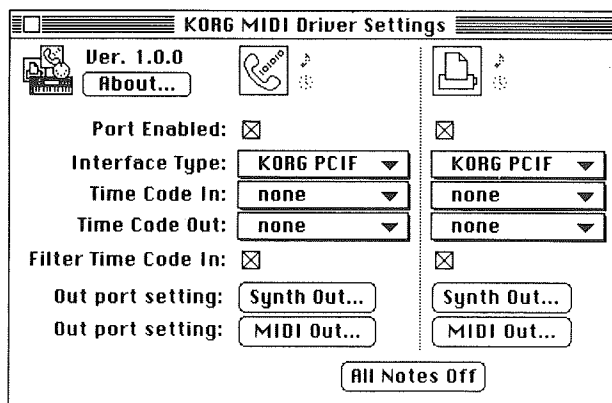 KORG MIDI Driver Settings
Ver. 1.0.0
About...
Port Enabled:
Interface Type: KORG PCIF KORG PCIF
Time Code In: none none
Time Code Out: none none
Filter Time Code In:
Out port setting: Synth Out... Synth Out...
Out port setting: MIDI Out... MIDI Out...
All Notes Off